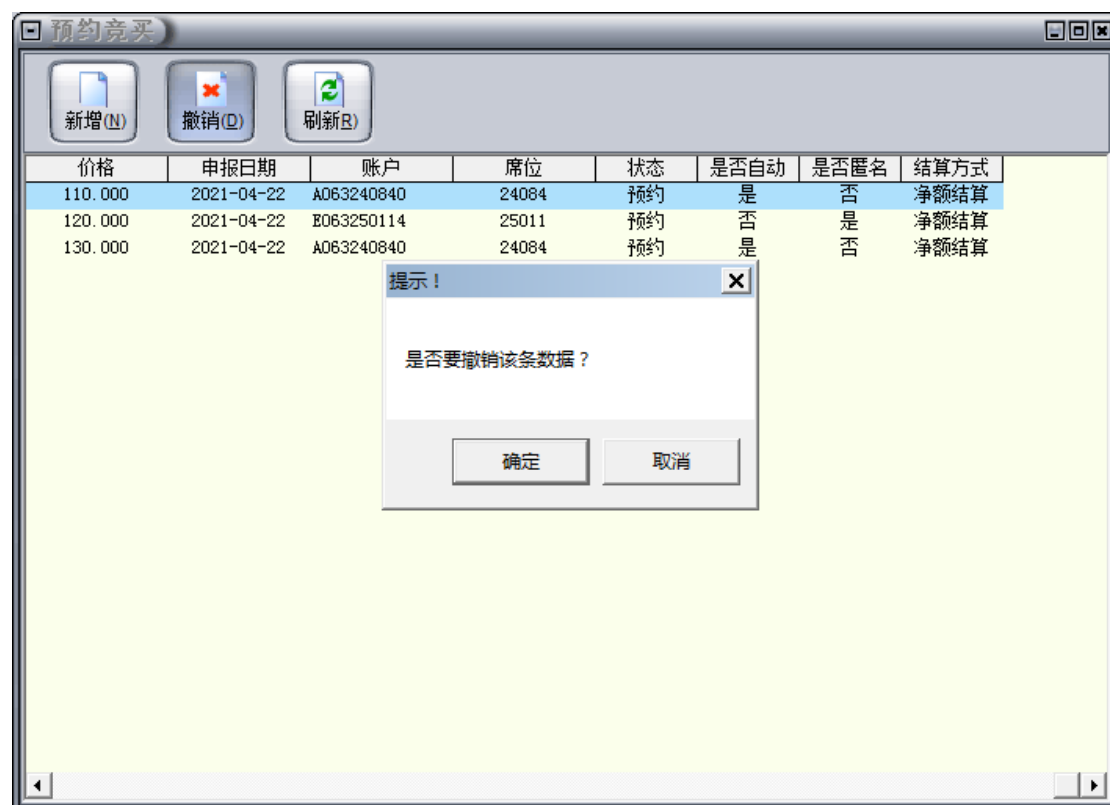 预约竞买
新增(N) 撤销(D) 刷新R)
价格 申报日期 账户 席位 状态 是否自动 是否匿名 结算方式
110.000 2021-04-22 A063240840 24084 预约 是 否 净额结算
120.000 2021-04-22 E063250114 25011 预约 否 是 净额结算
130.000 2021-04-22 A063240840 24084 预约 是 否 净额结算
提示！
是否要撤销该条数据？
确定 取消